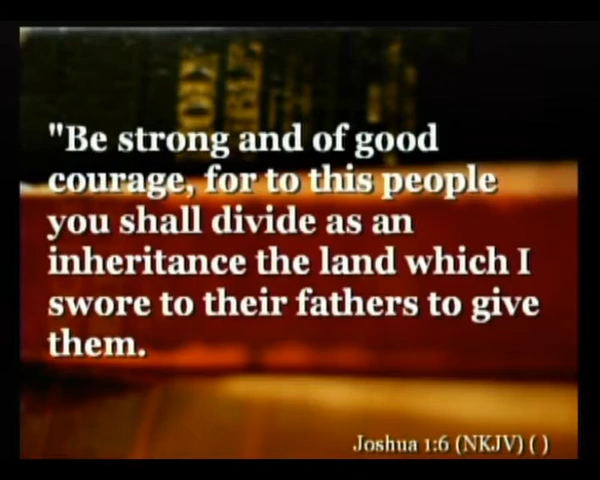 "Be strong and of good
courage, for to this people
you shall divide as an
inheritance the land which I
swore to their fathers to give
them.
Joshua 1:6 (NKJV) ( )